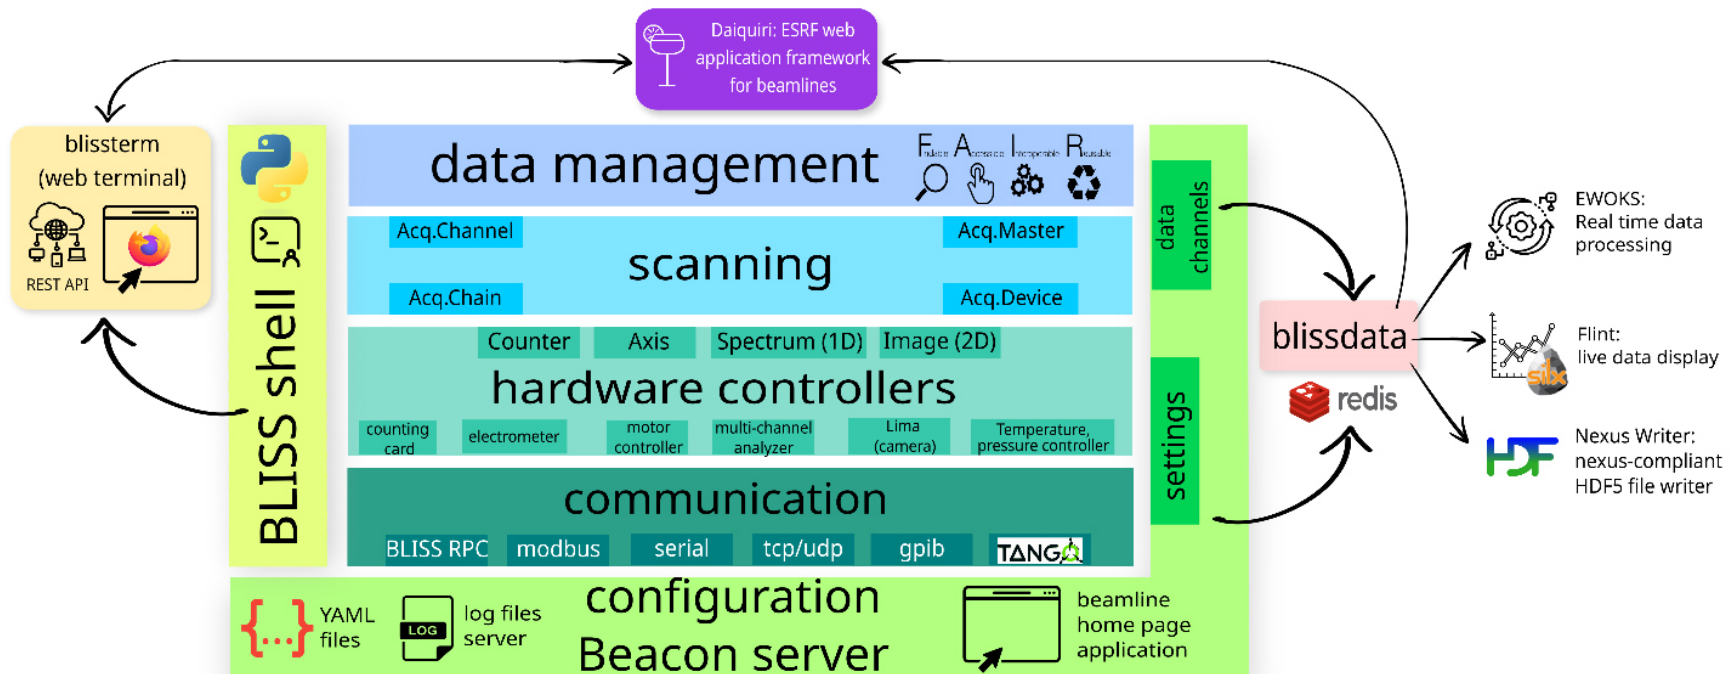 Daiquiri: ESRF web
application framework
for beamlines
blissterm
(web terminal)
REST API
BLISS shell
data management
Findable Accessible Interoperable Reusable
Acq.Channel
Acq.Master
scanning
Acq.Chain
Acq.Device
Counter
Axis
Spectrum (1D)
Image (2D)
hardware controllers
counting
card
electrometer
motor
controller
multi-channel
analyzer
Lima
(camera)
Temperature,
pressure controller
communication
BLISS RPC
modbus
serial
tcp/udp
gpib
TANGO
data
channels
settings
configuration
Beacon server
{...}
YAML
files
LOG
log files
server
beamline
home page
application
blissdata
redis
EWOKS:
Real time data
processing
silx
Flint:
live data display
HDF
Nexus Writer:
nexus-compliant
HDF5 file writer